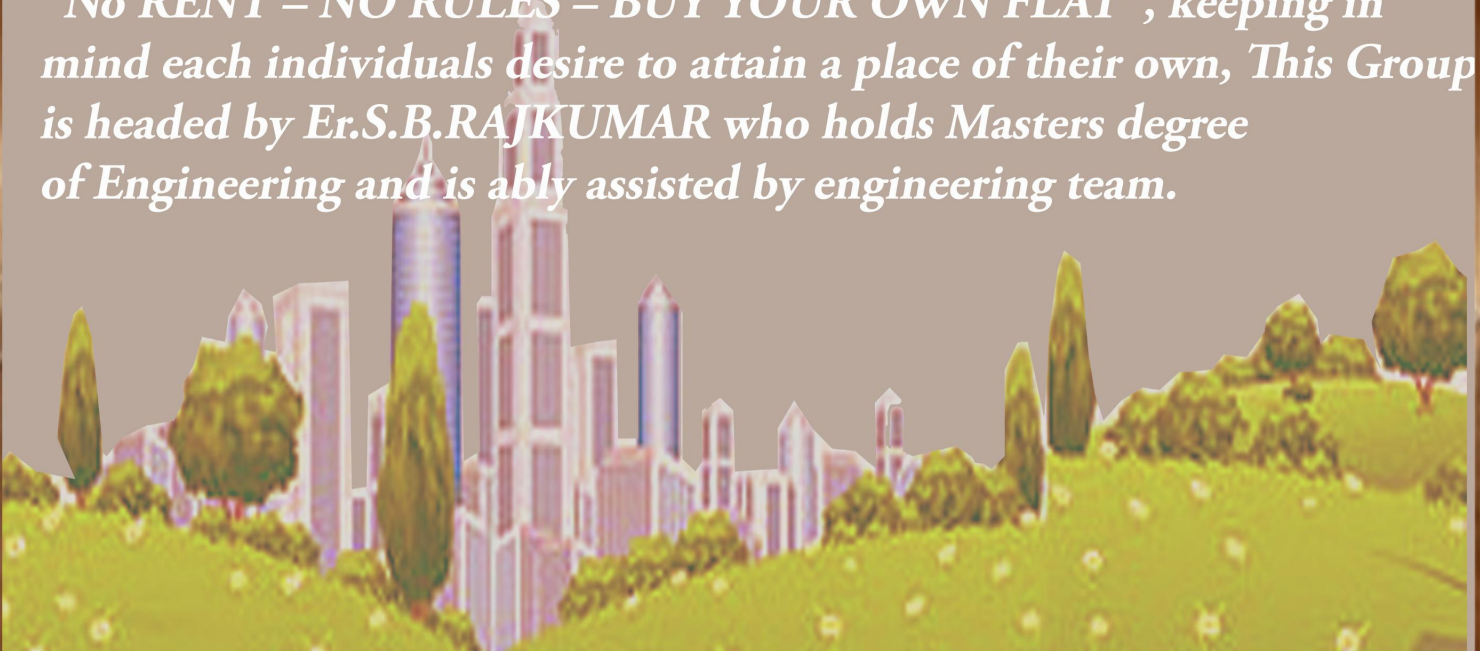 No RENT – NO RULES – BUY YOUR OWN FLAT", keeping in
mind each individuals desire to attain a place of their own, This Group
is headed by Er.S.B.RAJKUMAR who holds Masters degree
of Engineering and is ably assisted by engineering team.